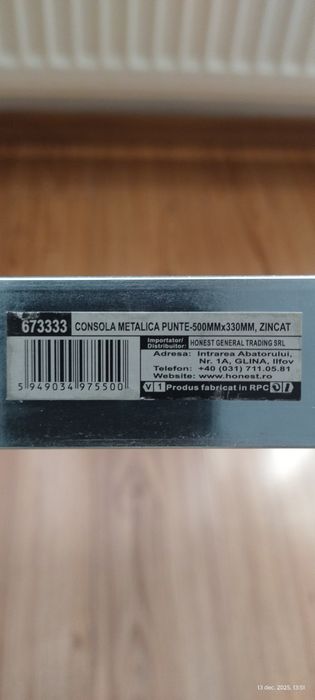 673333 CONSOLA METALICA PUNTE-500MMx330MM, ZINCAT
Importator/
Distribuitor: HONEST GENERAL TRADING SRL
Adresa: Intrarea Abatorului,
Nr. 1A, GLINA, Ilfov
Telefon: +40 (031) 711.05.81
Website: www.honest.ro
5 949034 975500
V 1 Produs fabricat in RPC
13 dec. 2025, 13:51